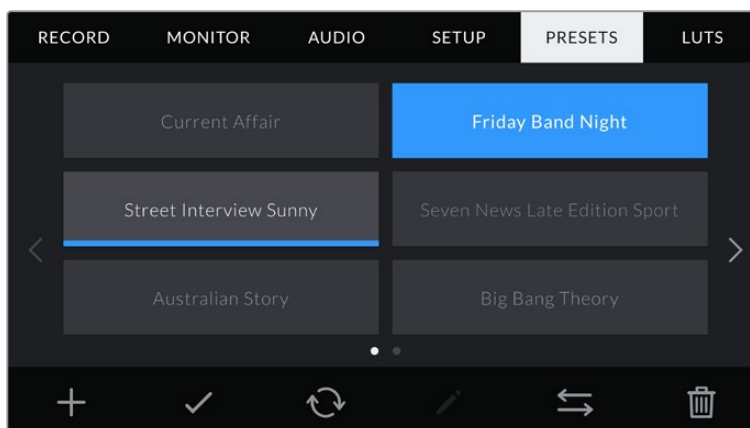 RECORD MONITOR AUDIO SETUP PRESETS LUTS
Current Affair
Friday Band Night
Street Interview Sunny
Seven News Late Edition Sport
Australian Story
Big Bang Theory